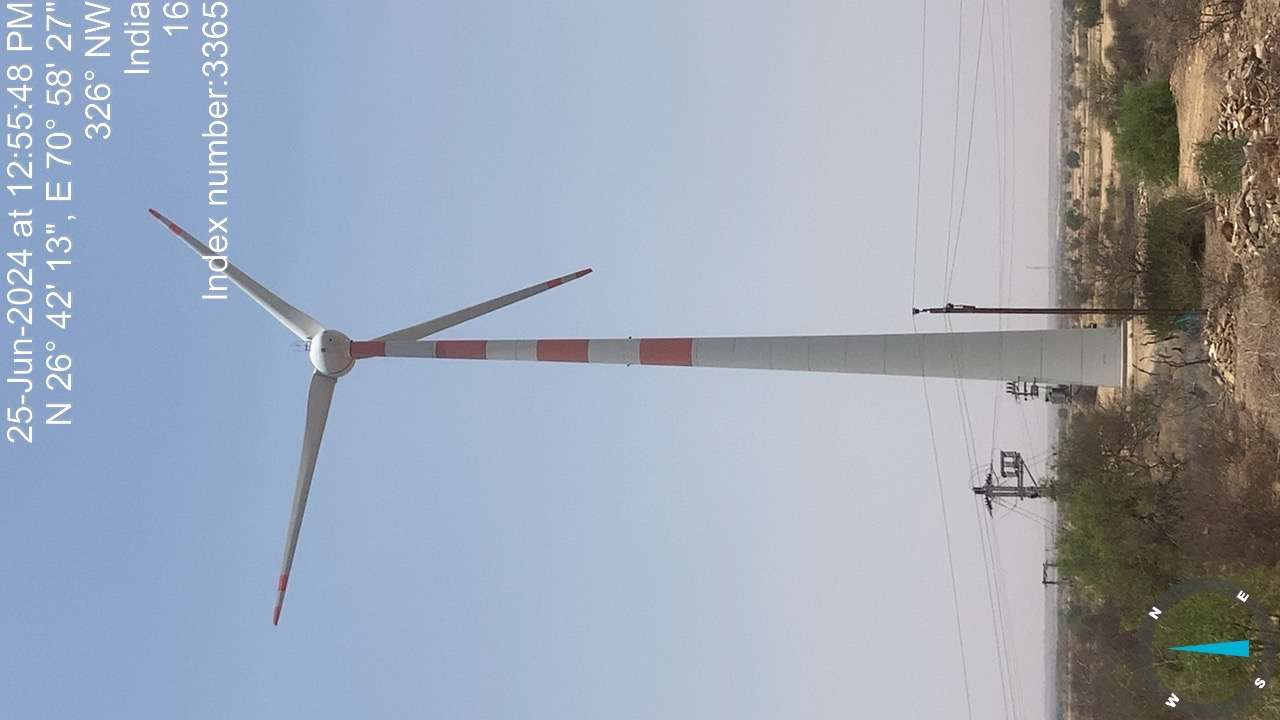 25-Jun-2024 at 12:55:48 PM
N 26° 42' 13", E 70° 58' 27"
326° NW
India
16
Index number:3365
N
E
W
S